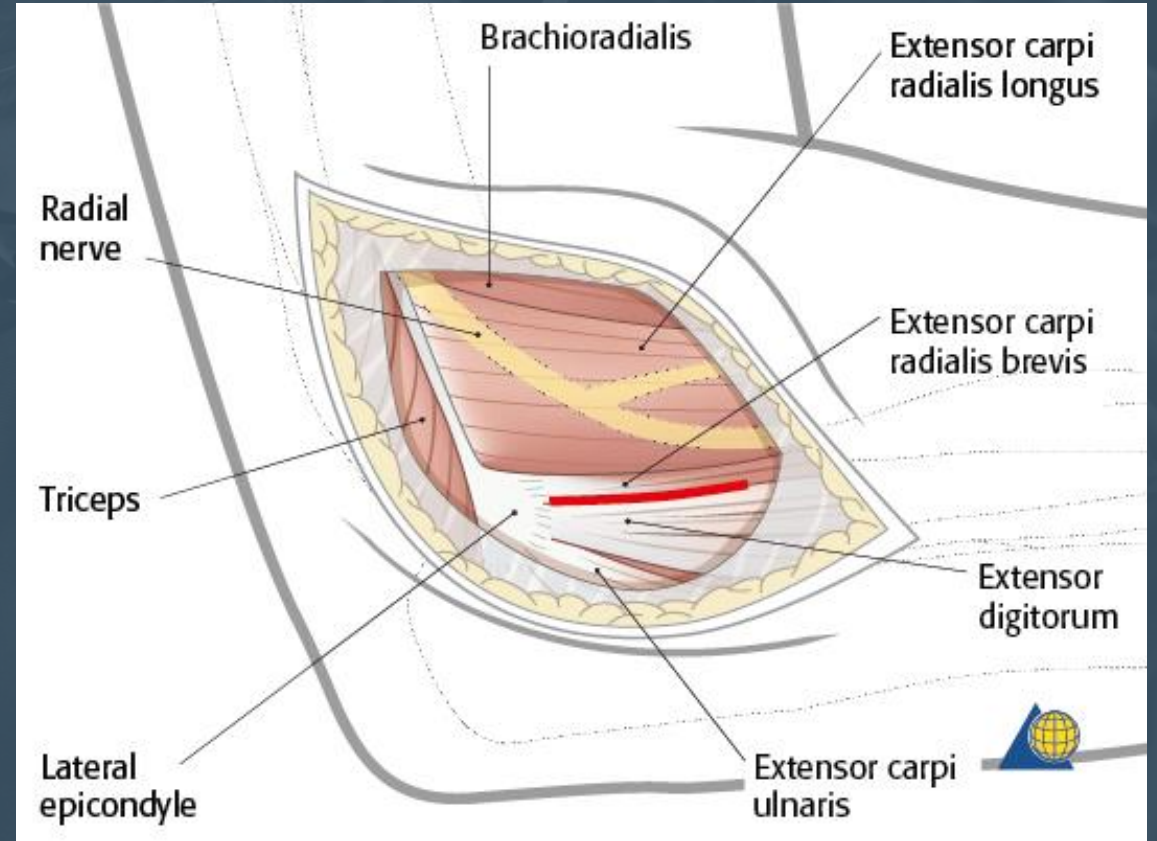 Brachioradialis
Extensor carpi
radialis longus
Radial
nerve
Extensor carpi
radialis brevis
Triceps
Extensor
digitorum
Lateral
epicondyle
Extensor carpi
ulnaris